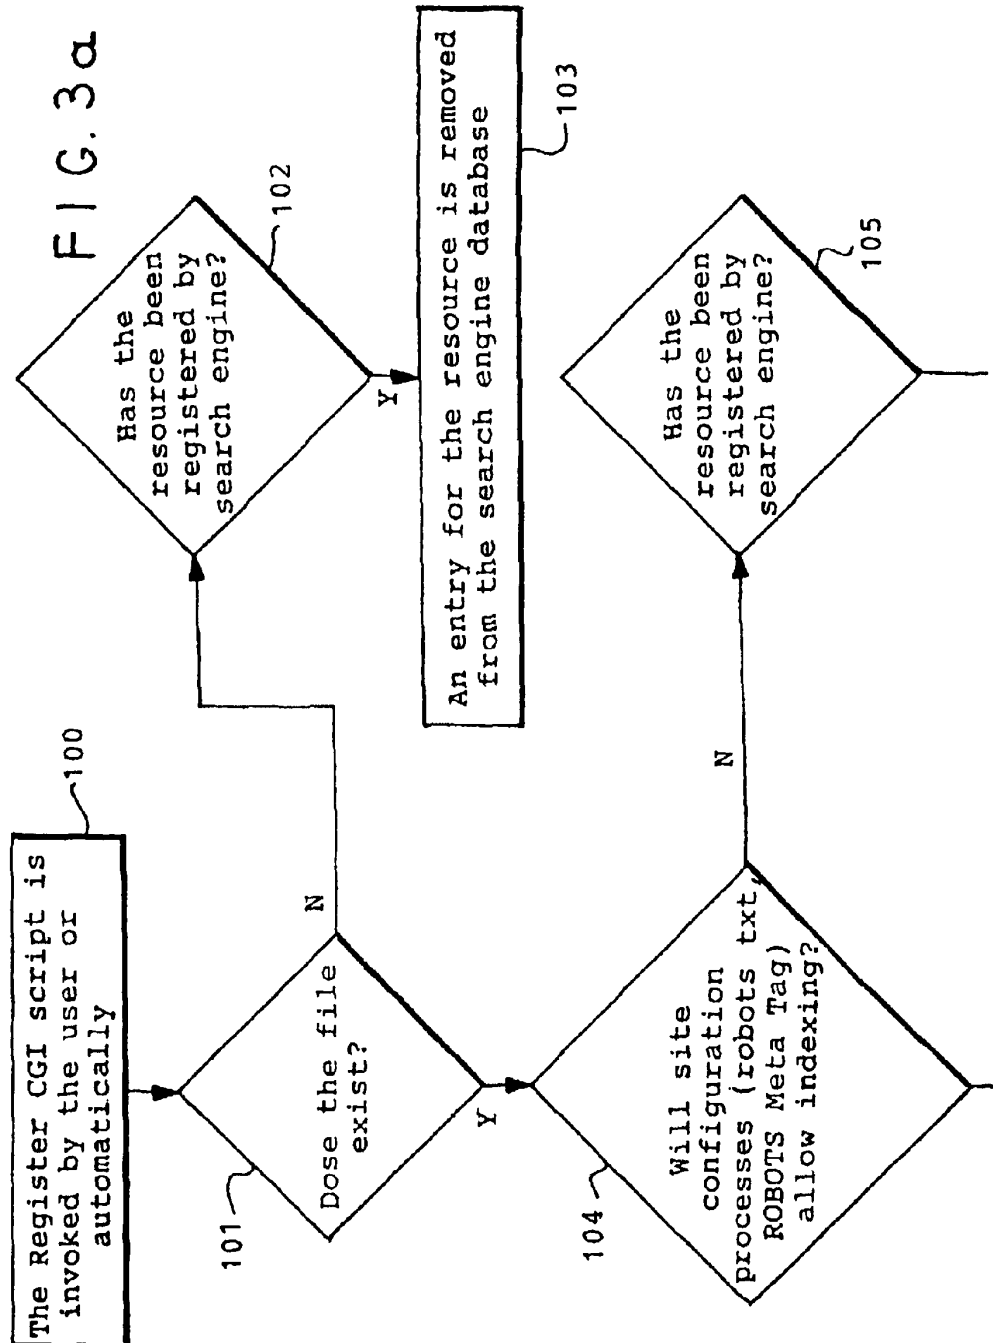 FIG. 3a
The Register CGI script is
invoked by the user or
automatically
100
Dose the file
exist?
101
N
Y
Has the
resource been
registered by
search engine?
102
Y
An entry for the resource is removed
from the search engine database
103
Will site
configuration
processes (robots txt,
ROBOTS Meta Tag)
allow indexing?
104
N
Has the
resource been
registered by
search engine?
105